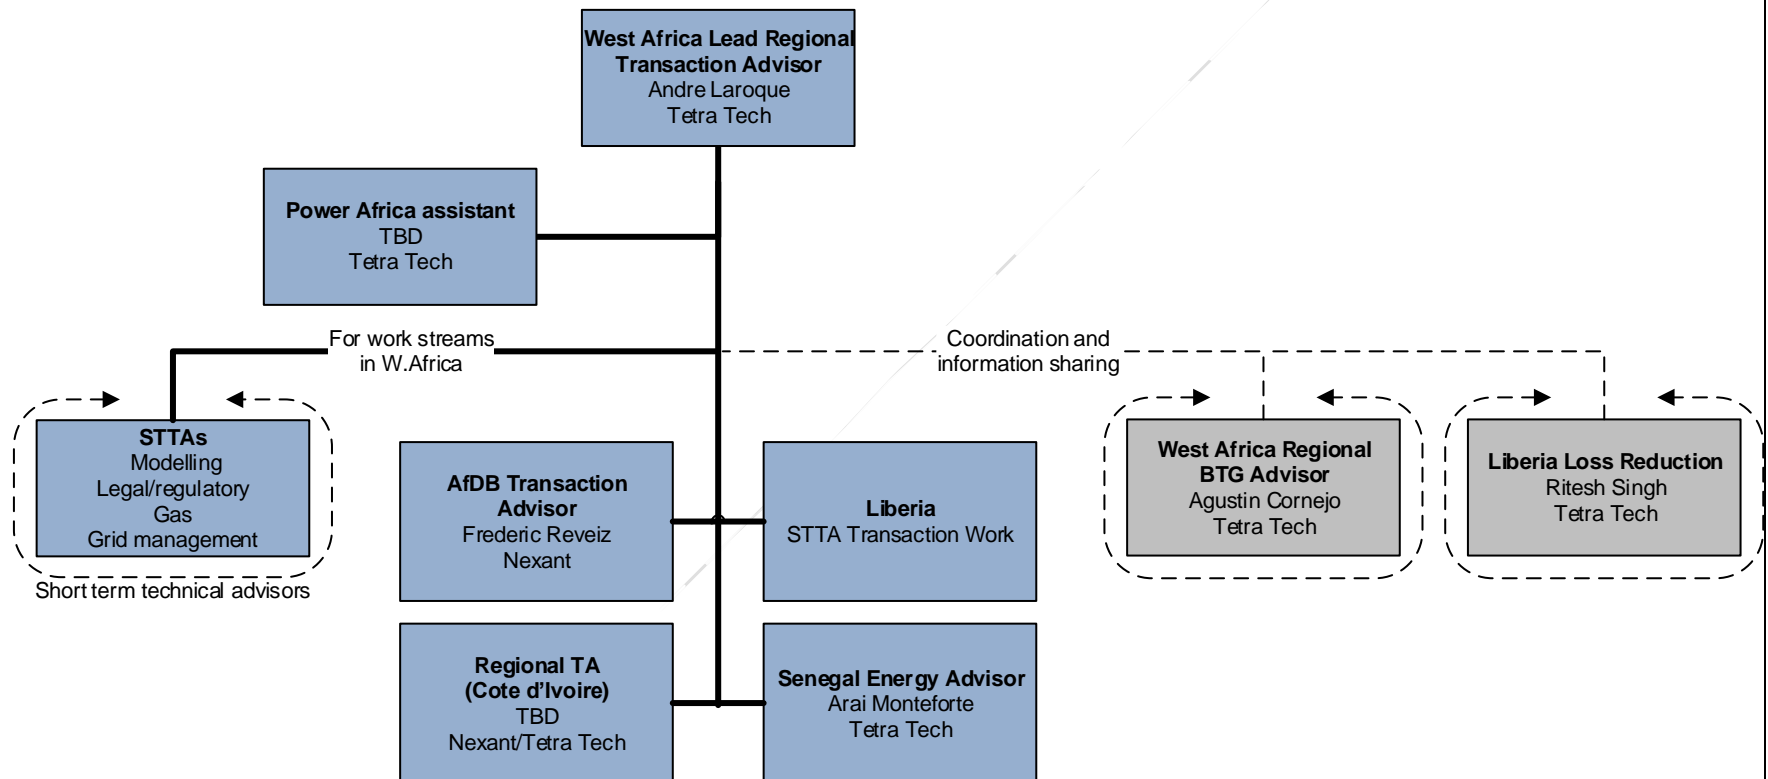 West Africa Lead Regional
Transaction Advisor
Andre Laroque
Tetra Tech
Power Africa assistant
TBD
Tetra Tech
For work streams
in W.Africa
Coordination and
information sharing
STTAs
Modelling
Legal/regulatory
Gas
Grid management
Short term technical advisors
AfDB Transaction
Advisor
Frederic Reveiz
Nexant
Liberia
STTA Transaction Work
West Africa Regional
BTG Advisor
Agustin Cornejo
Tetra Tech
Liberia Loss Reduction
Ritesh Singh
Tetra Tech
Regional TA
(Cote d'Ivoire)
TBD
Nexant/Tetra Tech
Senegal Energy Advisor
Arai Monteforte
Tetra Tech